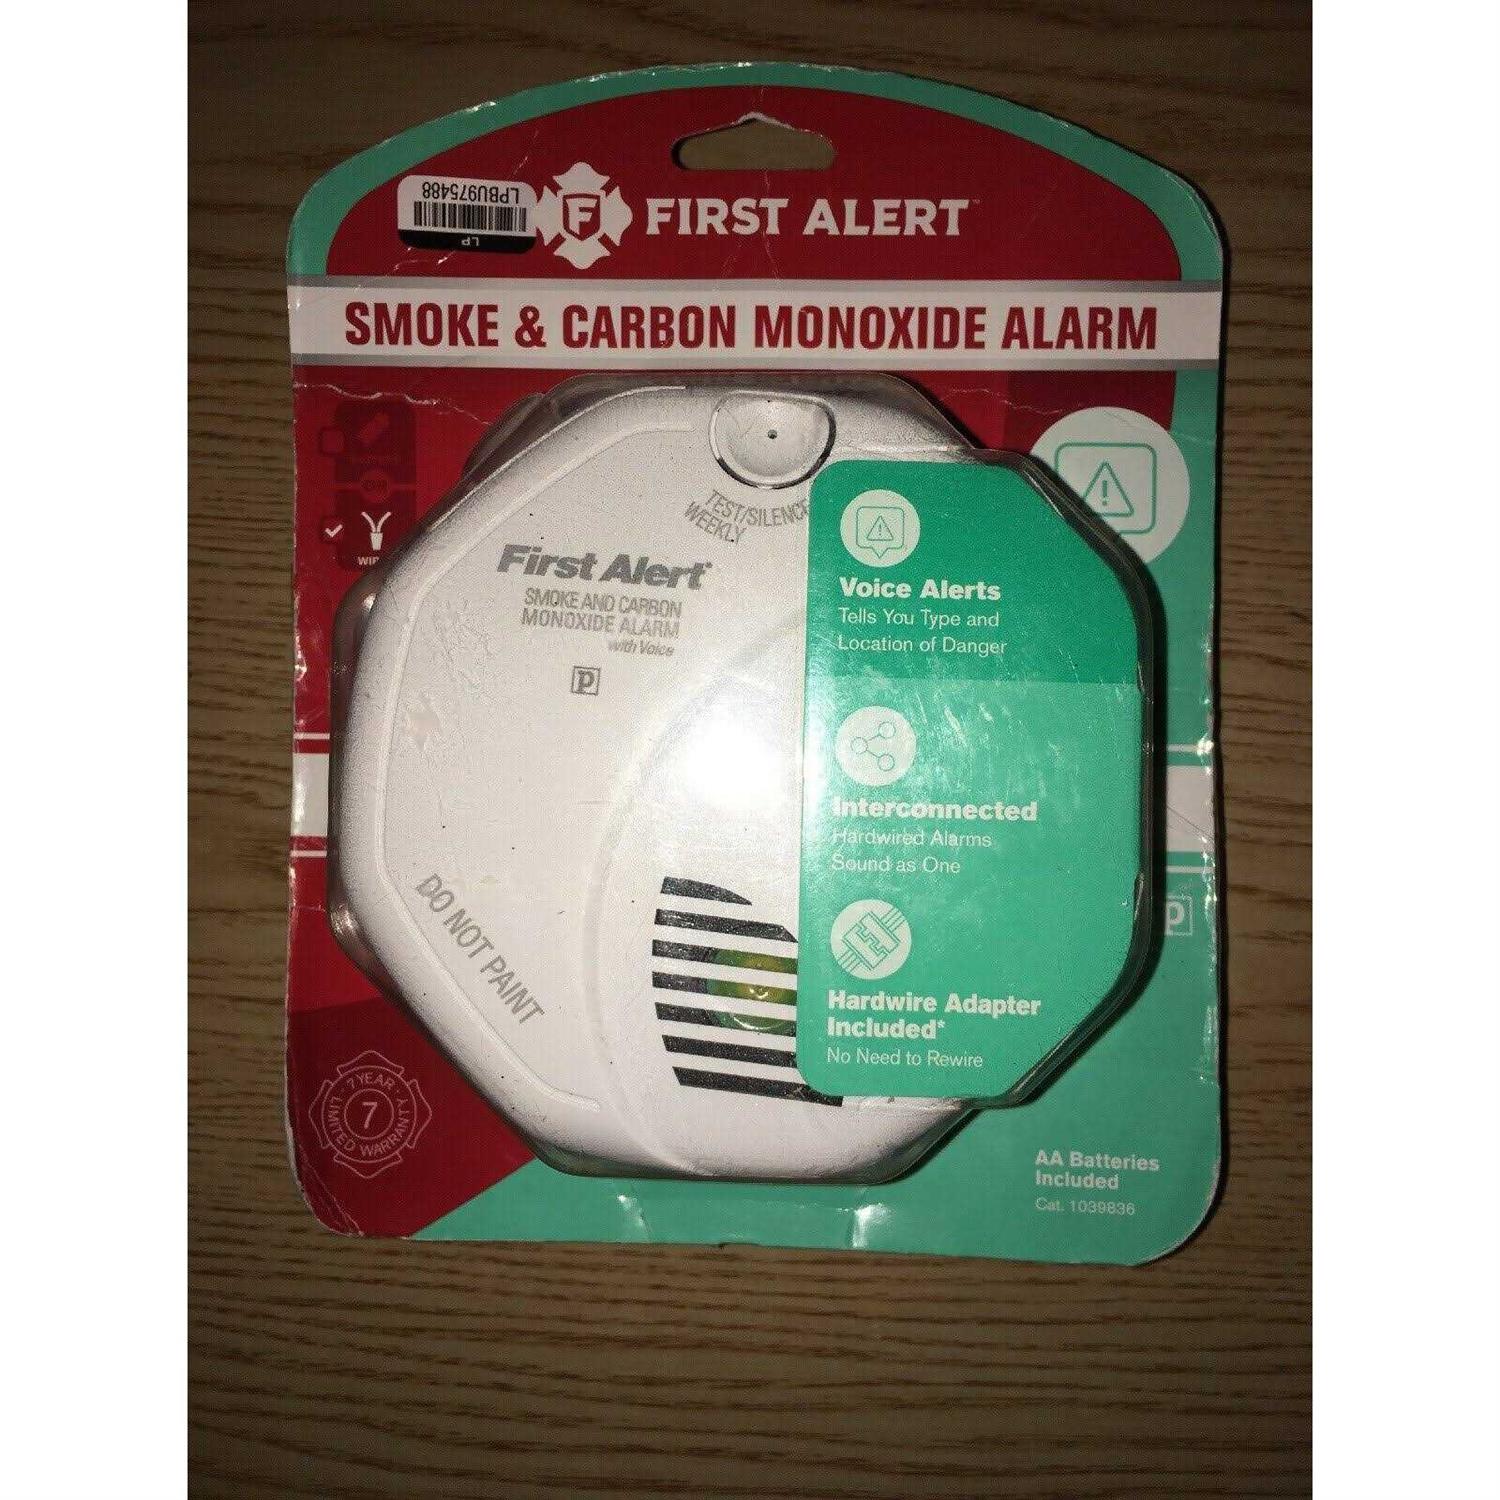 LPBU975488
LP
F
FIRST ALERT™
SMOKE & CARBON MONOXIDE ALARM
OR
TEST/SILENCE
WEEKLY
First Alert
SMOKE AND CARBON
MONOXIDE ALARM
with Voice
P
DO NOT PAINT
Voice Alerts
Tells You Type and
Location of Danger
Interconnected
Hardwired Alarms
Sound as One
Hardwire Adapter
Included*
No Need to Rewire
P
7 YEAR
7
LIMITED WARRANTY
AA Batteries
Included
Cat. 1039836